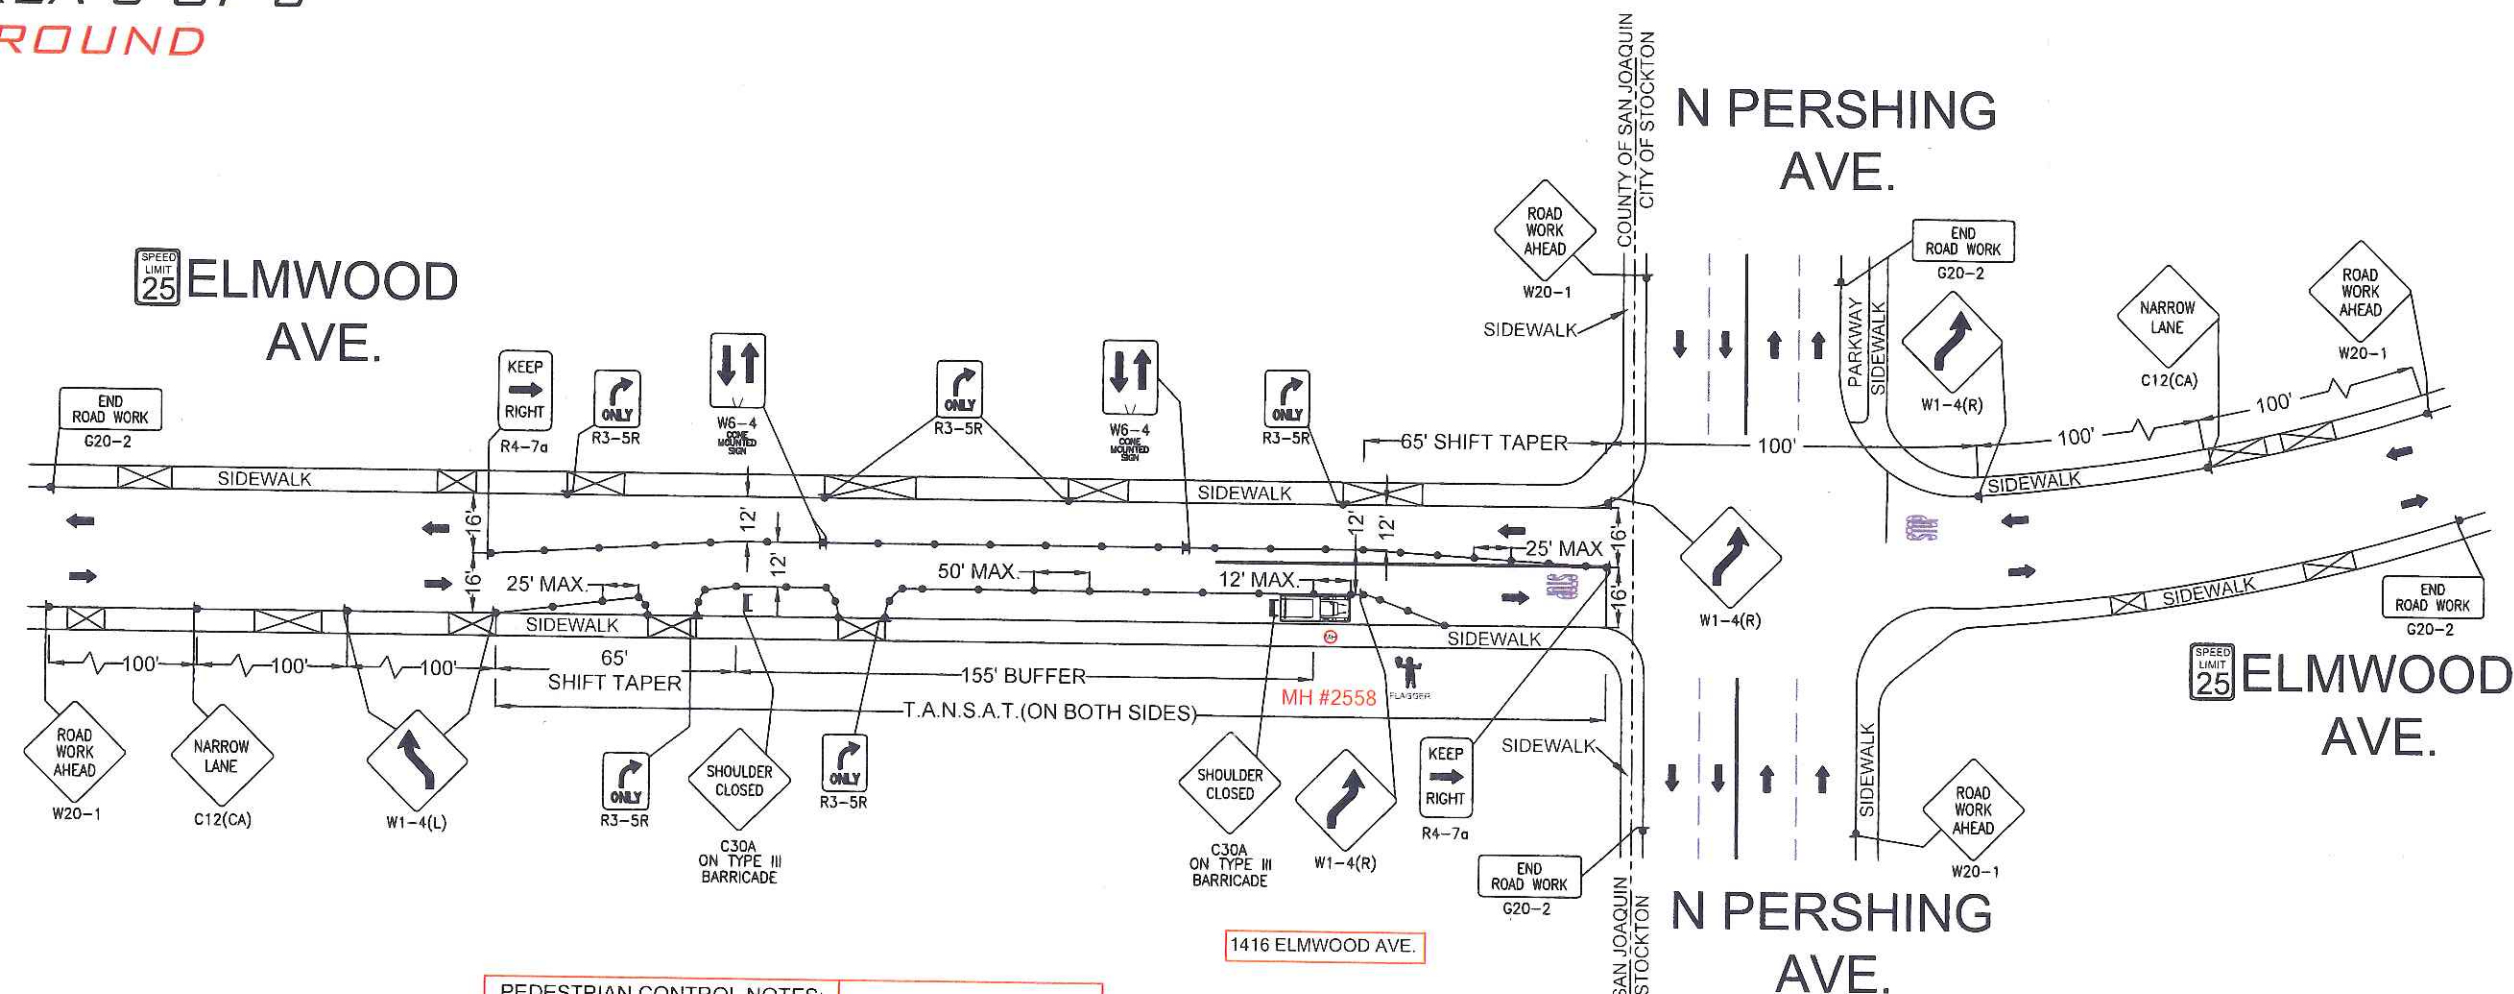 ROUND
N PERSHING
AVE.
COUNTY OF SAN JOAQUIN
CITY OF STOCKTON
ROAD
WORK
AHEAD
W20-1
SIDEWALK
END
ROAD WORK
G20-2
PARKWAY
SIDEWALK
W1-4(R)
NARROW
LANE
C12(CA)
ROAD
WORK
AHEAD
W20-1
SPEED
LIMIT
25
ELMWOOD
AVE.
END
ROAD WORK
G20-2
KEEP
RIGHT
R4-7a
ONLY
R3-5R
W6-4
CONE
MOUNTED
SIGN
ONLY
R3-5R
W6-4
CONE
MOUNTED
SIGN
ONLY
R3-5R
65' SHIFT TAPER
100'
100'
100'
SIDEWALK
SIDEWALK
SIDEWALK
16'
16'
12'
12'
12'
12'
16'
16'
25' MAX.
50' MAX.
12' MAX.
25' MAX
SIDEWALK
SIDEWALK
SIDEWALK
W1-4(R)
END
ROAD WORK
G20-2
100'
100'
100'
65'
SHIFT TAPER
155' BUFFER
MH #2558
FLAGGER
T.A.N.S.A.T.(ON BOTH SIDES)
SPEED
LIMIT
25
ELMWOOD
AVE.
ROAD
WORK
AHEAD
W20-1
NARROW
LANE
C12(CA)
W1-4(L)
ONLY
R3-5R
SHOULDER
CLOSED
C30A
ON TYPE III
BARRICADE
ONLY
R3-5R
SHOULDER
CLOSED
C30A
ON TYPE III
BARRICADE
W1-4(R)
KEEP
RIGHT
R4-7a
SIDEWALK
SIDEWALK
END
ROAD WORK
G20-2
ROAD
WORK
AHEAD
W20-1
N PERSHING
AVE.
SAN JOAQUIN
STOCKTON
1416 ELMWOOD AVE.
PEDESTRIAN CONTROL NOTES: